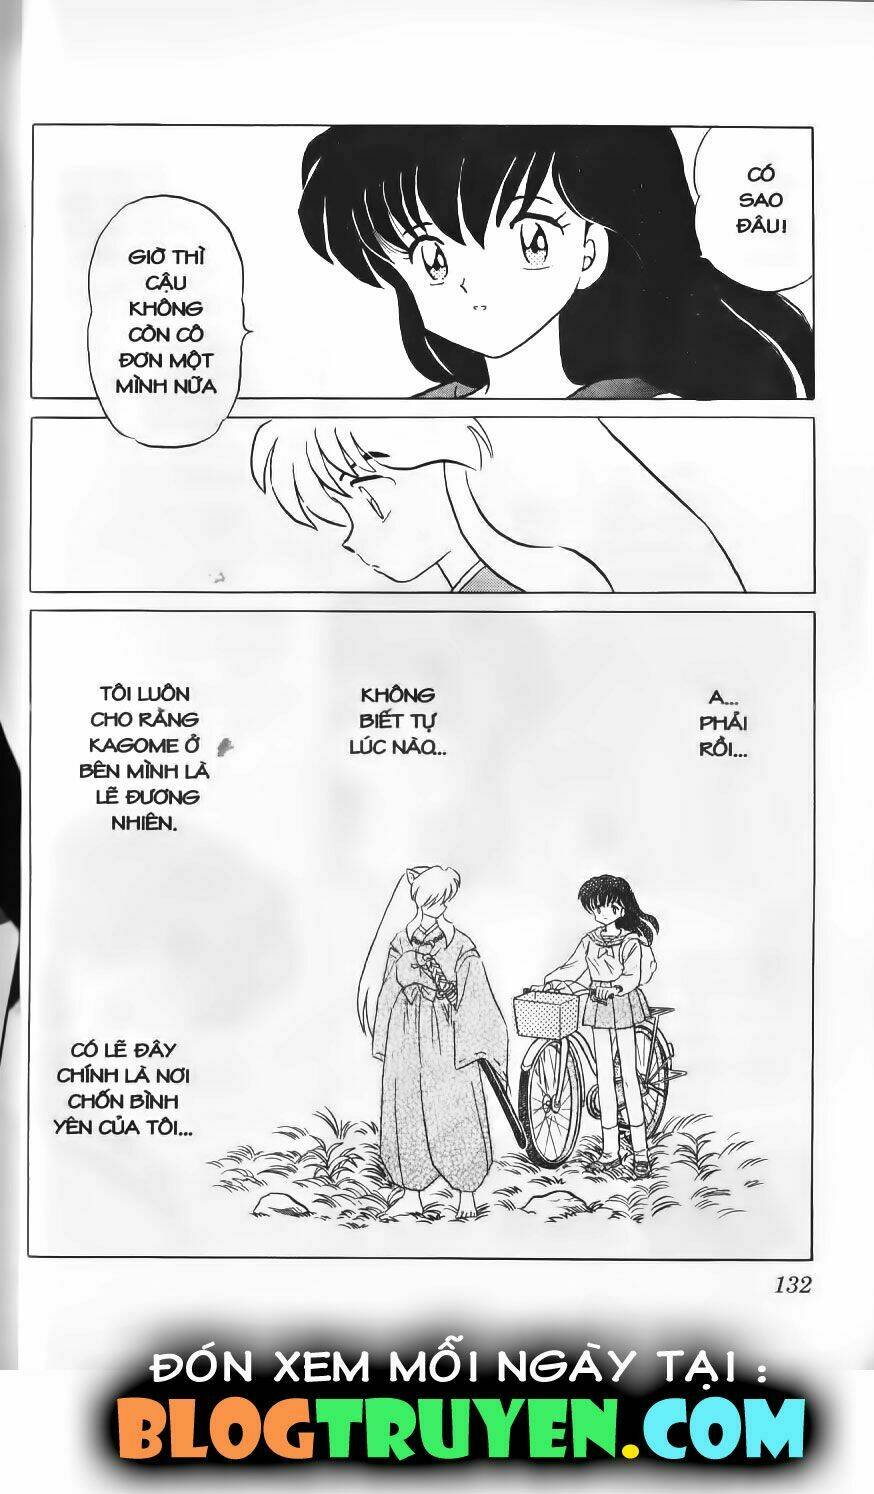 CÓ
SAO
ĐÂU!
GIỜ THÌ
CẬU
KHÔNG
CÒN CÔ
ĐƠN MỘT
MÌNH NỮA
A...
PHẢI
RỒI...
KHÔNG
BIẾT TỰ
LÚC NÀO...
TÔI LUÔN
CHO RẰNG
KAGOME Ở
BÊN MÌNH LÀ
LẼ ĐƯƠNG
NHIÊN.
CÓ LẼ ĐÂY
CHÍNH LÀ NƠI
CHỐN BÌNH
YÊN CỦA TÔI...
132
ĐÓN XEM MỖI NGÀY TẠI :
BLOGTRUYEN.COM